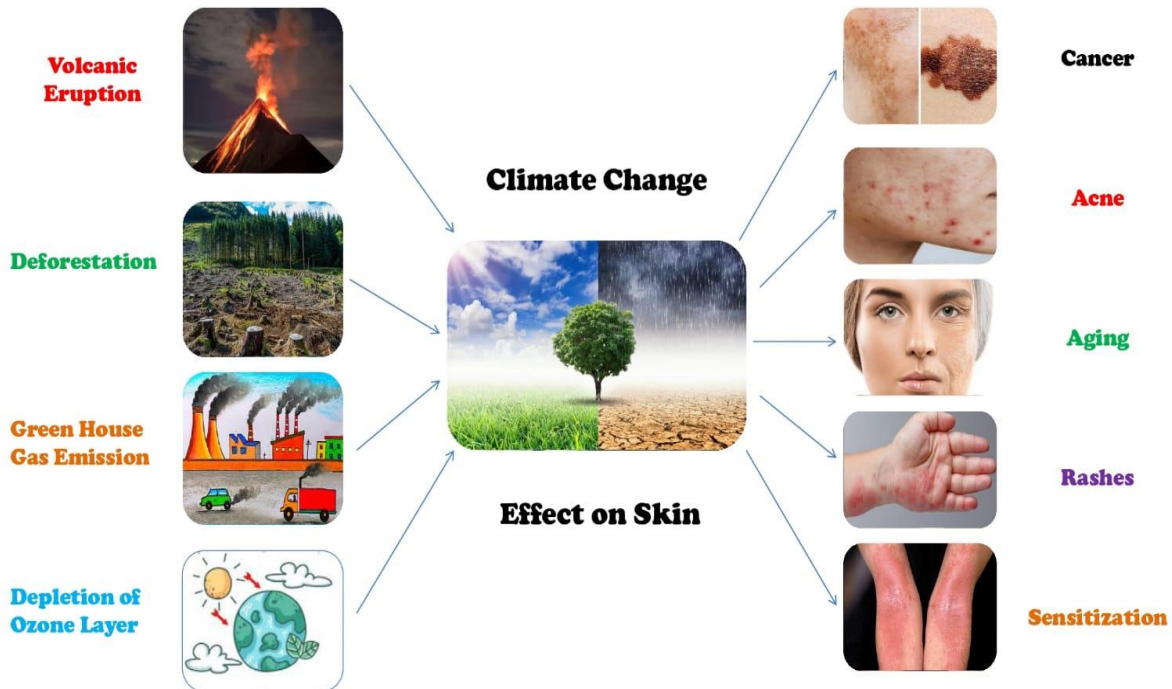 Volcanic
Eruption
Deforestation
Green House
Gas Emission
Depletion of
Ozone Layer
Climate Change
Effect on Skin
Cancer
Acne
Aging
Rashes
Sensitization